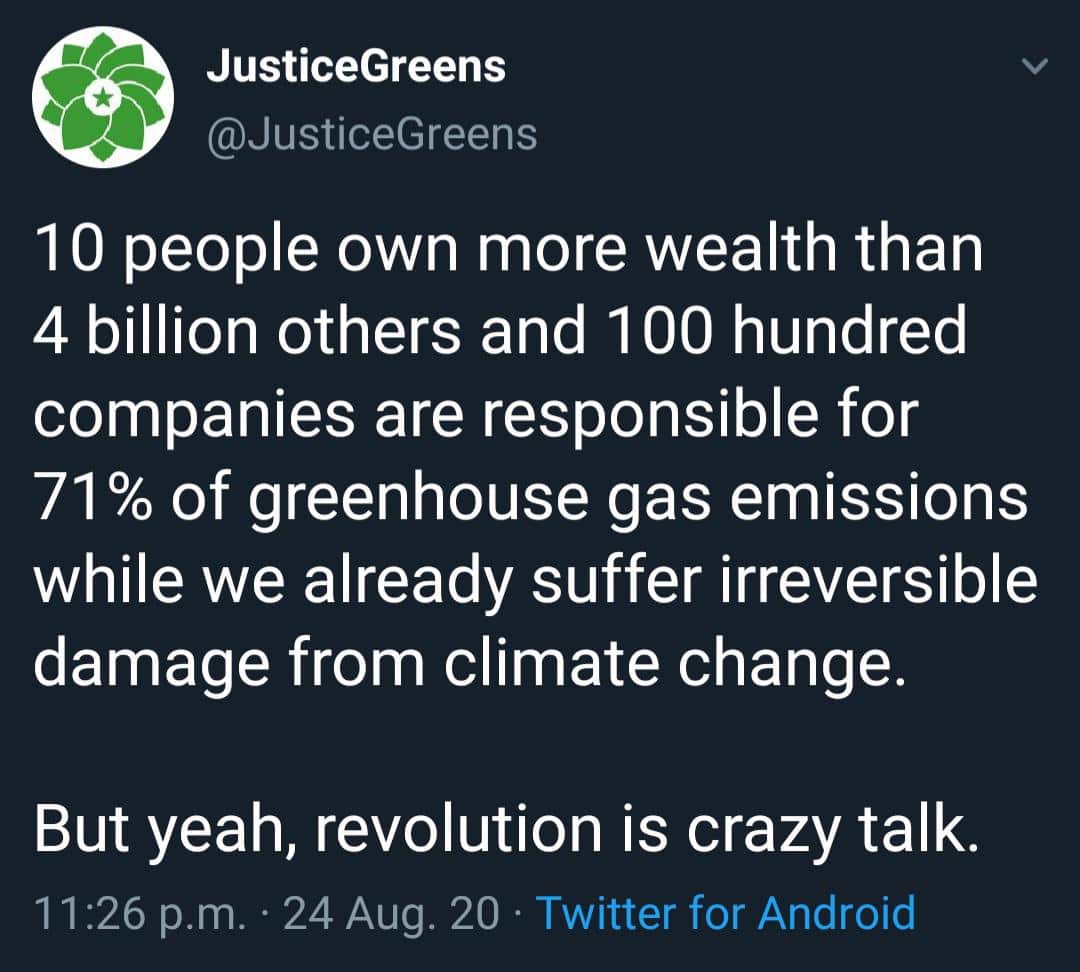 JusticeGreens
@JusticeGreens
10 people own more wealth than
4 billion others and 100 hundred
companies are responsible for
71% of greenhouse gas emissions
while we already suffer irreversible
damage from climate change.
But yeah, revolution is crazy talk.
11:26 p.m. · 24 Aug. 20 · Twitter for Android